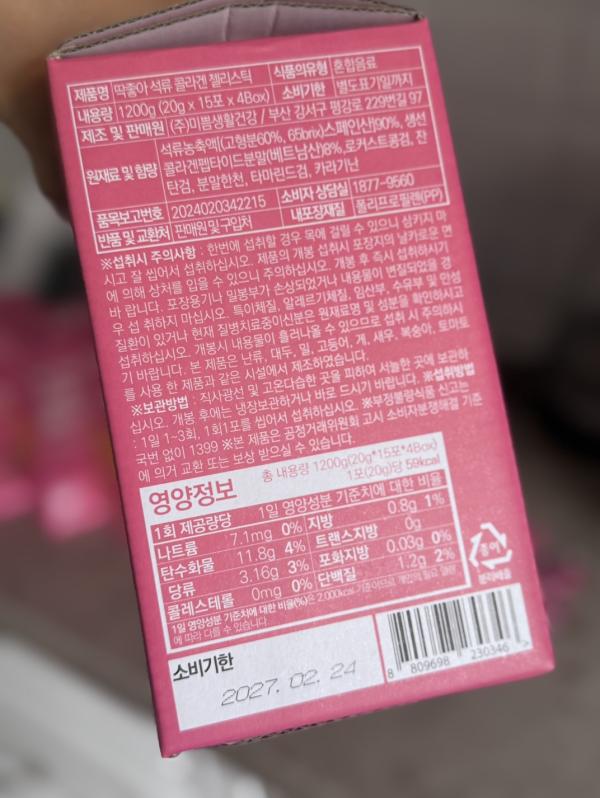 제품명 딱좋아 석류 콜라겐 젤리스틱 식품의유형 혼합음료
내용량 1200g (20g x 15포 x 4Box) 소비기한 별도표기일까지
제조 및 판매원 (주)미쁨생활건강 / 부산 강서구 평강로 229번길 97
원재료 및 함량 석류농축액[(고형분60%, 65brix)스페인산]90%, 생선
콜라겐펩타이드분말(베트남산)8%, 로커스트콩검, 잔
탄검, 분말한천, 타마린드검, 카라기난
품목보고번호 2024020342215 소비자 상담실 1877-9560
반품 및 교환처 판매원 및 구입처 내포장재질 폴리프로필렌(PP)
※섭취시 주의사항 : 한번에 섭취할 경우 목에 걸릴 수 있으니 삼키지 마
시고 잘 씹어서 섭취하십시오. 제품의 개봉 섭취시 포장지의 날카로운 면
에 의해 상처를 입을 수 있으니 주의하십시오. 개봉 후 즉시 섭취하시기
바랍니다. 포장용기나 밀봉부가 손상되었거나 내용물이 변질되었을 경
우 섭취하지 마십시오. 특이체질, 알레르기체질, 임산부, 수유부 및 만성
질환이 있거나 현재 질병치료중이신분은 원재료명 및 성분을 확인하시고
섭취하십시오. 개봉시 내용물이 흘러나올 수 있으므로 섭취 시 주의하시
기 바랍니다. 본 제품은 난류, 대두, 밀, 고등어, 게, 새우, 복숭아, 토마토
를 사용 한 제품과 같은 시설에서 제조하였습니다.
※보관방법 : 직사광선 및 고온다습한 곳을 피하여 서늘한 곳에 보관하
십시오. 개봉 후에는 냉장보관하거나 바로 드시기 바랍니다. ※섭취방법
: 1일 1~3회, 1회1포를 씹어서 섭취하십시오. ※부정불량식품 신고는
국번 없이 1399 ※본 제품은 공정거래위원회 고시 소비자분쟁해결 기준
에 의거 교환 또는 보상 받으실 수 있습니다.
영양정보 총 내용량 1200g(20g*15포*4Box)
1포(20g)당 59kcal
1회 제공량당 1일 영양성분 기준치에 대한 비율
나트륨 7.1mg 0% 지방 0.8g 1%
탄수화물 11.8g 4% 트랜스지방 0g
당류 3.16g 3% 포화지방 0.03g 0%
콜레스테롤 0mg 0% 단백질 1.2g 2%
1일 영양성분 기준치에 대한 비율(%)은 2,000kcal 기준이므로 개인의 필요 열량
에 따라 다를 수 있습니다.
종이
분리배출
소비기한
2027. 02. 24
8 809698 230346 >